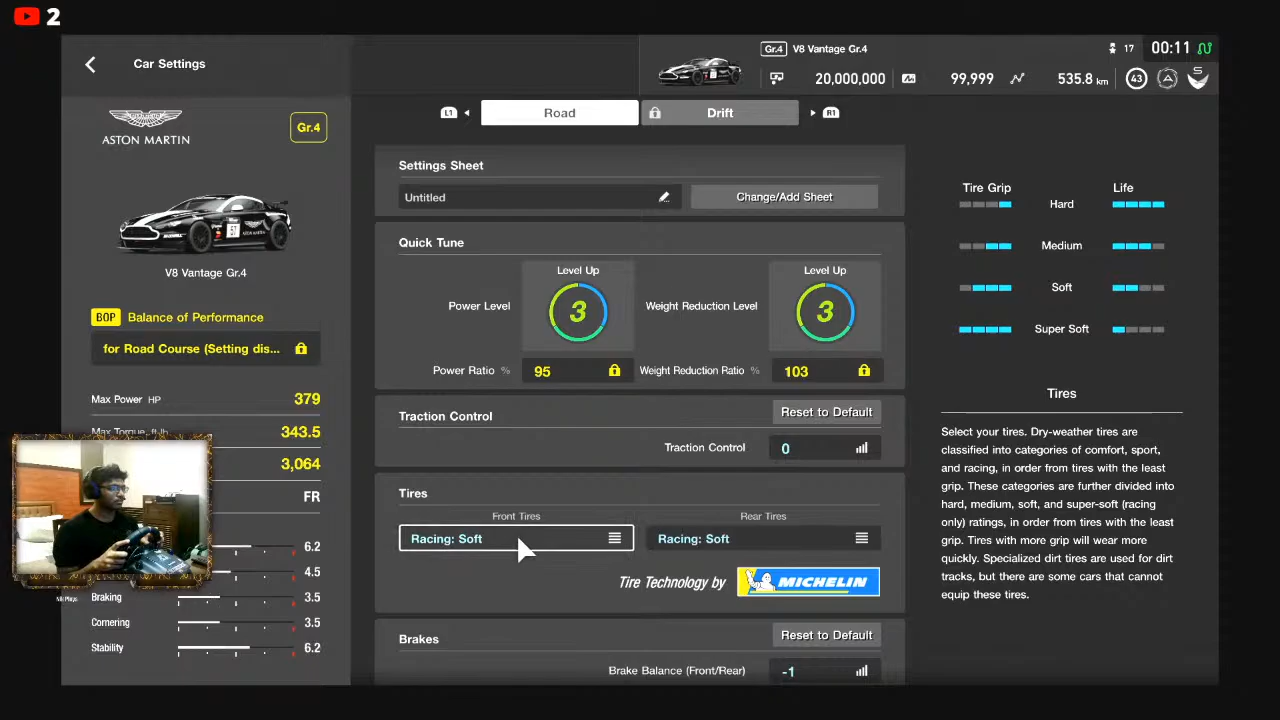 2
Car Settings
Gr.4 V8 Vantage Gr.4
17 00:11
20,000,000 99,999 535.8 km 43 A S
L1 Road Drift R1
ASTON MARTIN
Gr.4
V8 Vantage Gr.4
BOP Balance of Performance
for Road Course (Setting dis...
Max Power HP 379
Max Torque ft-lb 343.5
3,064
FR
6.2
4.5
Braking 3.5
Cornering 3.5
Stability 6.2
Settings Sheet
Untitled Change/Add Sheet
Quick Tune
Level Up Level Up
Power Level 3 Weight Reduction Level 3
Power Ratio % 95 Weight Reduction Ratio % 103
Traction Control Reset to Default
Traction Control 0
Tires
Front Tires Rear Tires
Racing: Soft Racing: Soft
Tire Technology by MICHELIN
Brakes Reset to Default
Brake Balance (Front/Rear) -1
Tire Grip Life
Hard
Medium
Soft
Super Soft
Tires
Select your tires. Dry-weather tires are
classified into categories of comfort, sport,
and racing, in order from tires with the least
grip. These categories are further divided into
hard, medium, soft, and super-soft (racing
only) ratings, in order from tires with the least
grip. Tires with more grip will wear more
quickly. Specialized dirt tires are used for dirt
tracks, but there are some cars that cannot
equip these tires.